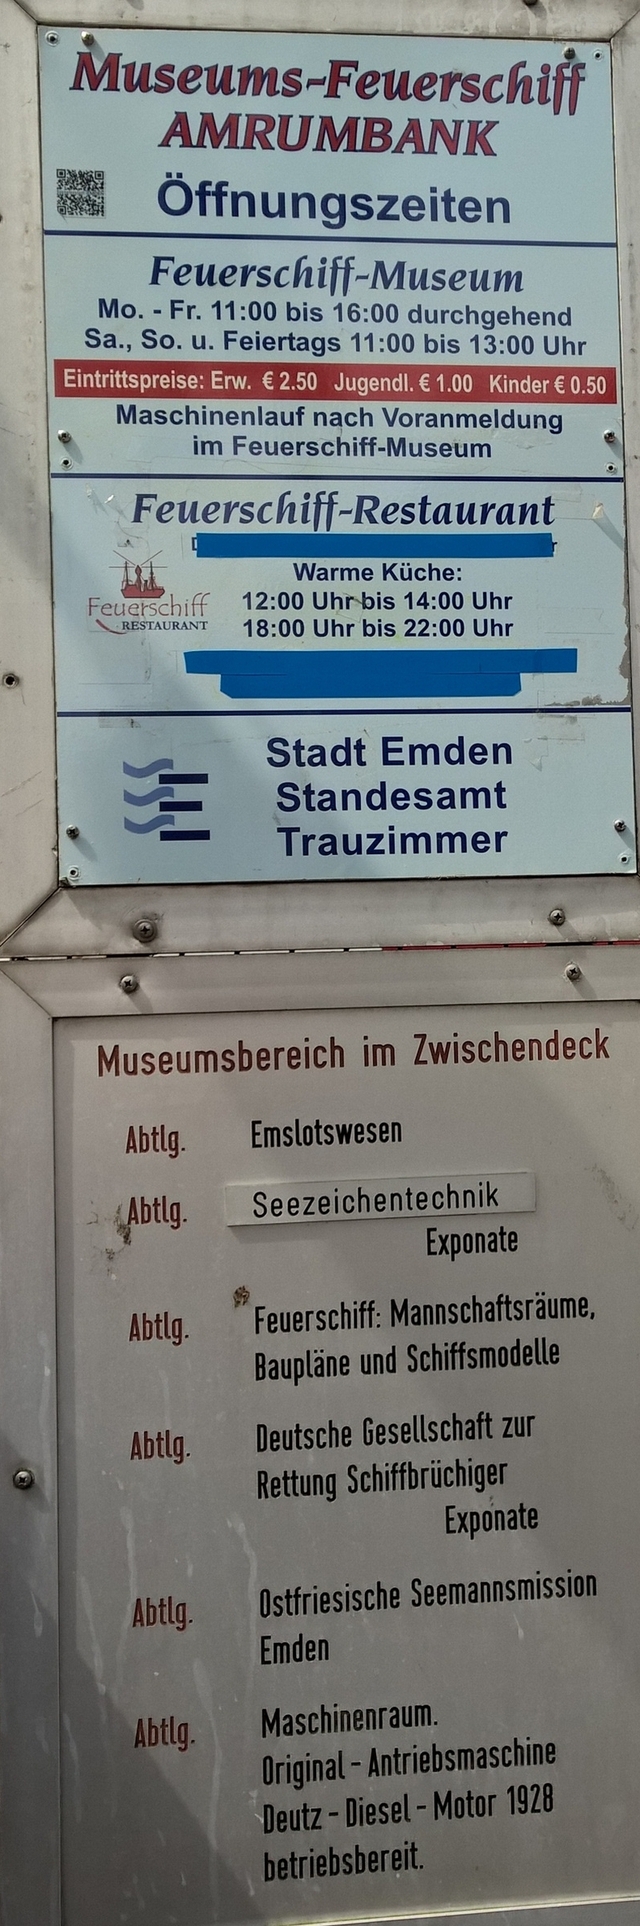 Museums-Feuerschiff
AMRUMBANK
Öffnungszeiten
Feuerschiff-Museum
Mo. - Fr. 11:00 bis 16:00 durchgehend
Sa., So. u. Feiertags 11:00 bis 13:00 Uhr
Eintrittspreise: Erw. € 2.50 Jugendl. € 1.00 Kinder € 0.50
Maschinenlauf nach Voranmeldung
im Feuerschiff-Museum
Feuerschiff-Restaurant
Warme Küche:
12:00 Uhr bis 14:00 Uhr
18:00 Uhr bis 22:00 Uhr
Feuerschiff
RESTAURANT
Stadt Emden
Standesamt
Trauzimmer
Museumsbereich im Zwischendeck
Abtlg. Emslotswesen
Abtlg. Seezeichentechnik
Exponate
Abtlg. Feuerschiff: Mannschaftsräume,
Baupläne und Schiffsmodelle
Abtlg. Deutsche Gesellschaft zur
Rettung Schiffbrüchiger
Exponate
Abtlg. Ostfriesische Seemannsmission
Emden
Abtlg. Maschinenraum.
Original - Antriebsmaschine
Deutz - Diesel - Motor 1928
betriebsbereit.